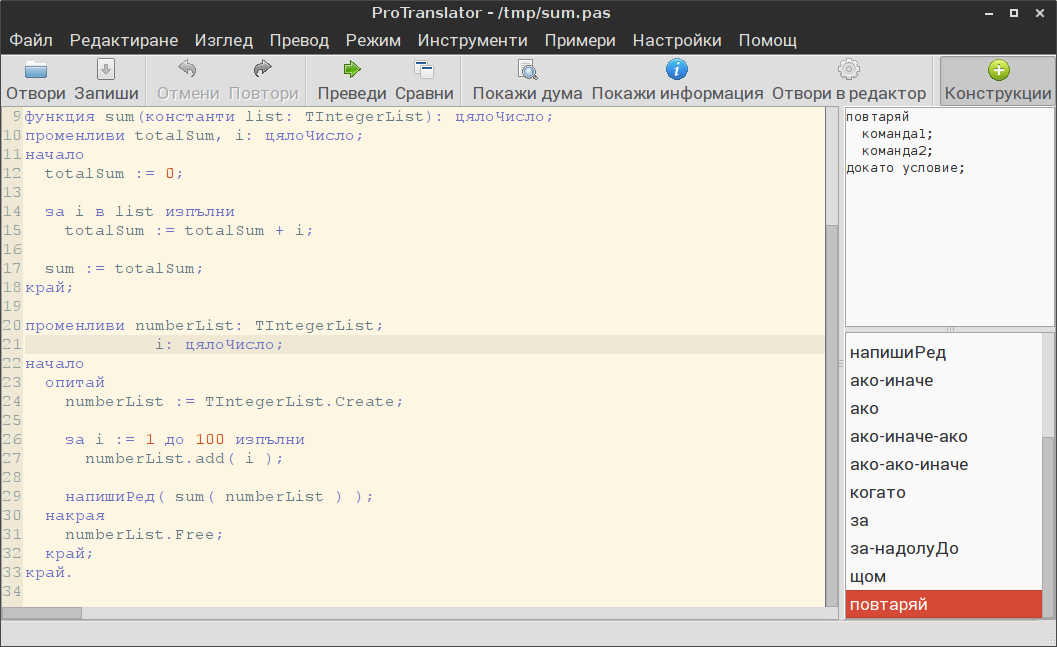 ProTranslator - /tmp/sum.pas
Файл Редактиране Изглед Превод Режим Инструменти Примери Настройки Помощ
Отвори Запиши Отмени Повтори Преведи Сравни Покажи дума Покажи информация Отвори в редактор Конструкции
9 функция sum(константи list: TIntegerList): цялоЧисло;
10 променливи totalSum, i: цялоЧисло;
11 начало
12   totalSum := 0;
13
14   за i в list изпълни
15     totalSum := totalSum + i;
16
17   sum := totalSum;
18 край;
19
20 променливи numberList: TIntegerList;
21              i: цялоЧисло;
22 начало
23   опитай
24     numberList := TIntegerList.Create;
25
26     за i := 1 до 100 изпълни
27       numberList.add( i );
28
29     напишиРед( sum( numberList ) );
30   накрая
31     numberList.Free;
32   край;
33 край.
34
повтаряй
  команда1;
  команда2;
докато условие;
напишиРед
ако-иначе
ако
ако-иначе-ако
ако-ако-иначе
когато
за
за-надолуДо
щом
повтаряй